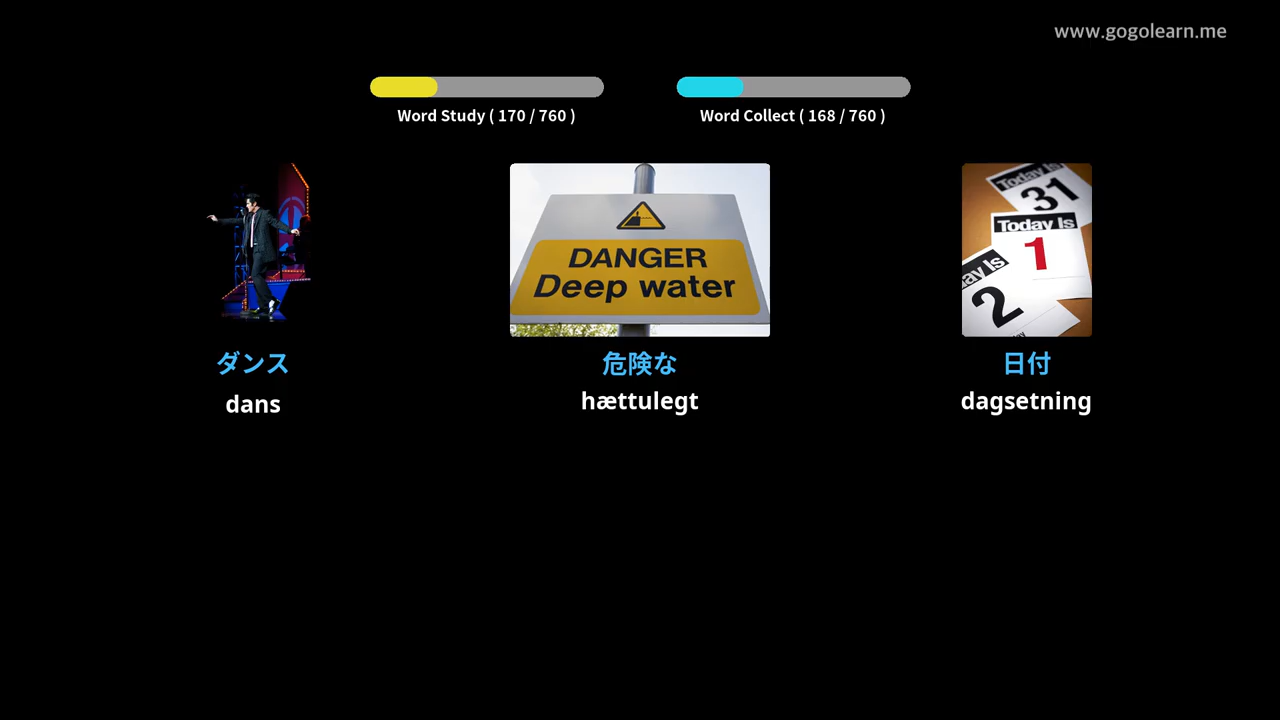 www.gogolearn.me
Word Study ( 170 / 760 )
Word Collect ( 168 / 760 )
DANGER
Deep water
Today Is
31
Today Is
1
ay Is
2
ダンス
危険な
日付
dans
hættulegt
dagsetning